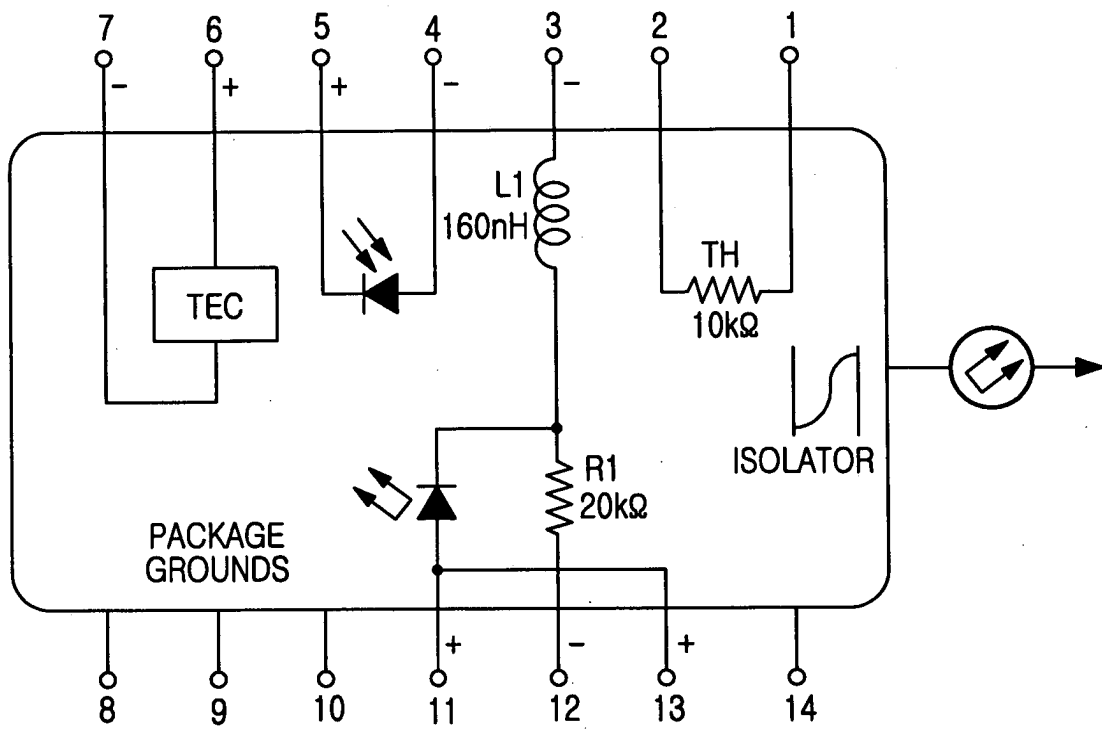 7 6 5 4 3 2 1
- + + - -
L1
160nH
TH
10kΩ
TEC
ISOLATOR
R1
20kΩ
PACKAGE
GROUNDS
+ - +
8 9 10 11 12 13 14